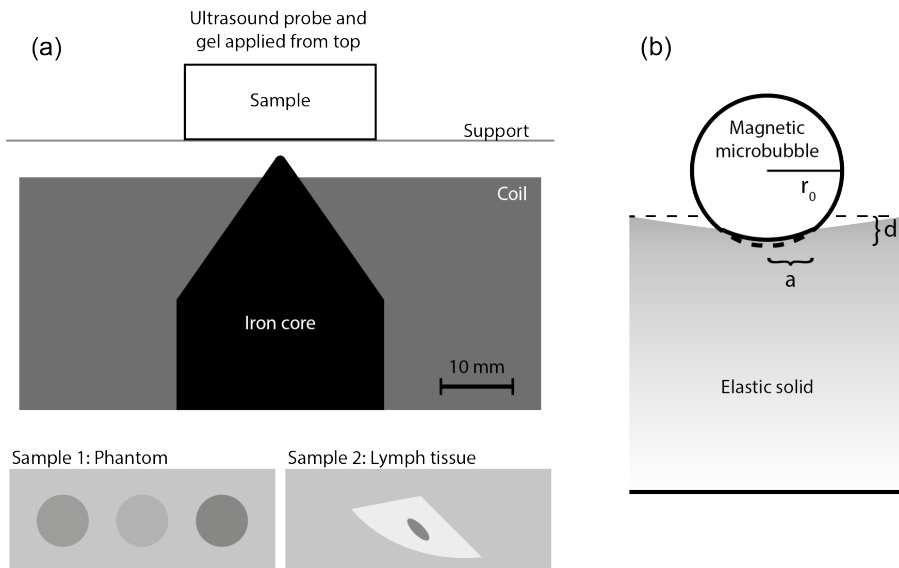 (a)
Ultrasound probe and
gel applied from top
Sample
Support
Coil
Iron core
10 mm
Sample 1: Phantom
Sample 2: Lymph tissue
(b)
Magnetic
microbubble
r₀
d
a
Elastic solid